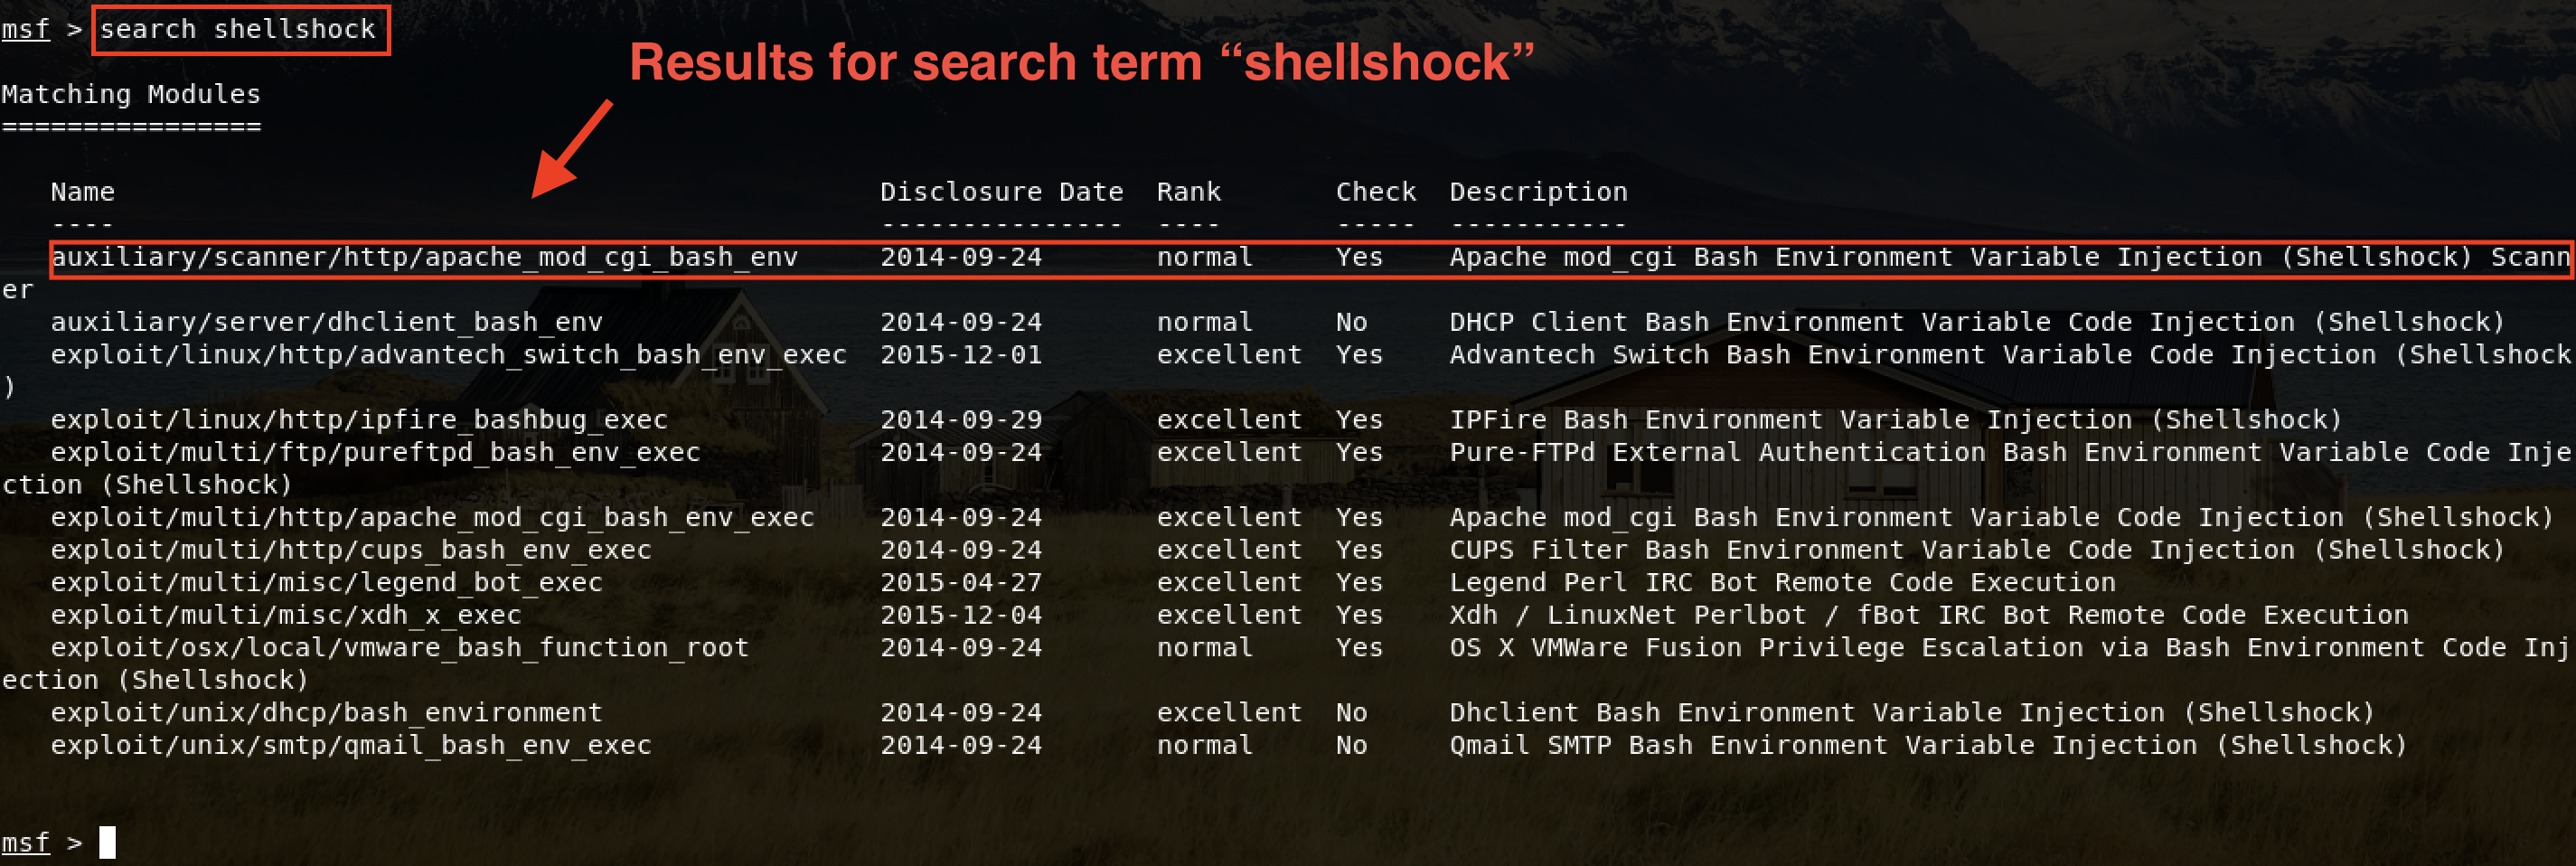 msf > search shellshock
Results for search term “shellshock”
Matching Modules
================
Name Disclosure Date Rank Check Description
---- --------------- ---- ----- -----------
auxiliary/scanner/http/apache_mod_cgi_bash_env 2014-09-24 normal Yes Apache mod_cgi Bash Environment Variable Injection (Shellshock) Scann
er
auxiliary/server/dhclient_bash_env 2014-09-24 normal No DHCP Client Bash Environment Variable Code Injection (Shellshock)
exploit/linux/http/advantech_switch_bash_env_exec 2015-12-01 excellent Yes Advantech Switch Bash Environment Variable Code Injection (Shellshock
)
exploit/linux/http/ipfire_bashbug_exec 2014-09-29 excellent Yes IPFire Bash Environment Variable Injection (Shellshock)
exploit/multi/ftp/pureftpd_bash_env_exec 2014-09-24 excellent Yes Pure-FTPd External Authentication Bash Environment Variable Code Inje
ction (Shellshock)
exploit/multi/http/apache_mod_cgi_bash_env_exec 2014-09-24 excellent Yes Apache mod_cgi Bash Environment Variable Code Injection (Shellshock)
exploit/multi/http/cups_bash_env_exec 2014-09-24 excellent Yes CUPS Filter Bash Environment Variable Code Injection (Shellshock)
exploit/multi/misc/legend_bot_exec 2015-04-27 excellent Yes Legend Perl IRC Bot Remote Code Execution
exploit/multi/misc/xdh_x_exec 2015-12-04 excellent Yes Xdh / LinuxNet Perlbot / fBot IRC Bot Remote Code Execution
exploit/osx/local/vmware_bash_function_root 2014-09-24 normal Yes OS X VMWare Fusion Privilege Escalation via Bash Environment Code Inj
ection (Shellshock)
exploit/unix/dhcp/bash_environment 2014-09-24 excellent No Dhclient Bash Environment Variable Injection (Shellshock)
exploit/unix/smtp/qmail_bash_env_exec 2014-09-24 normal No Qmail SMTP Bash Environment Variable Injection (Shellshock)
msf >